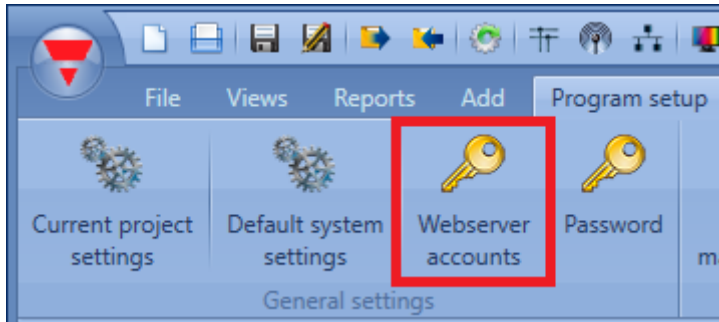 File Views Reports Add Program setup
Current project settings
Default system settings
Webserver accounts
Password
General settings